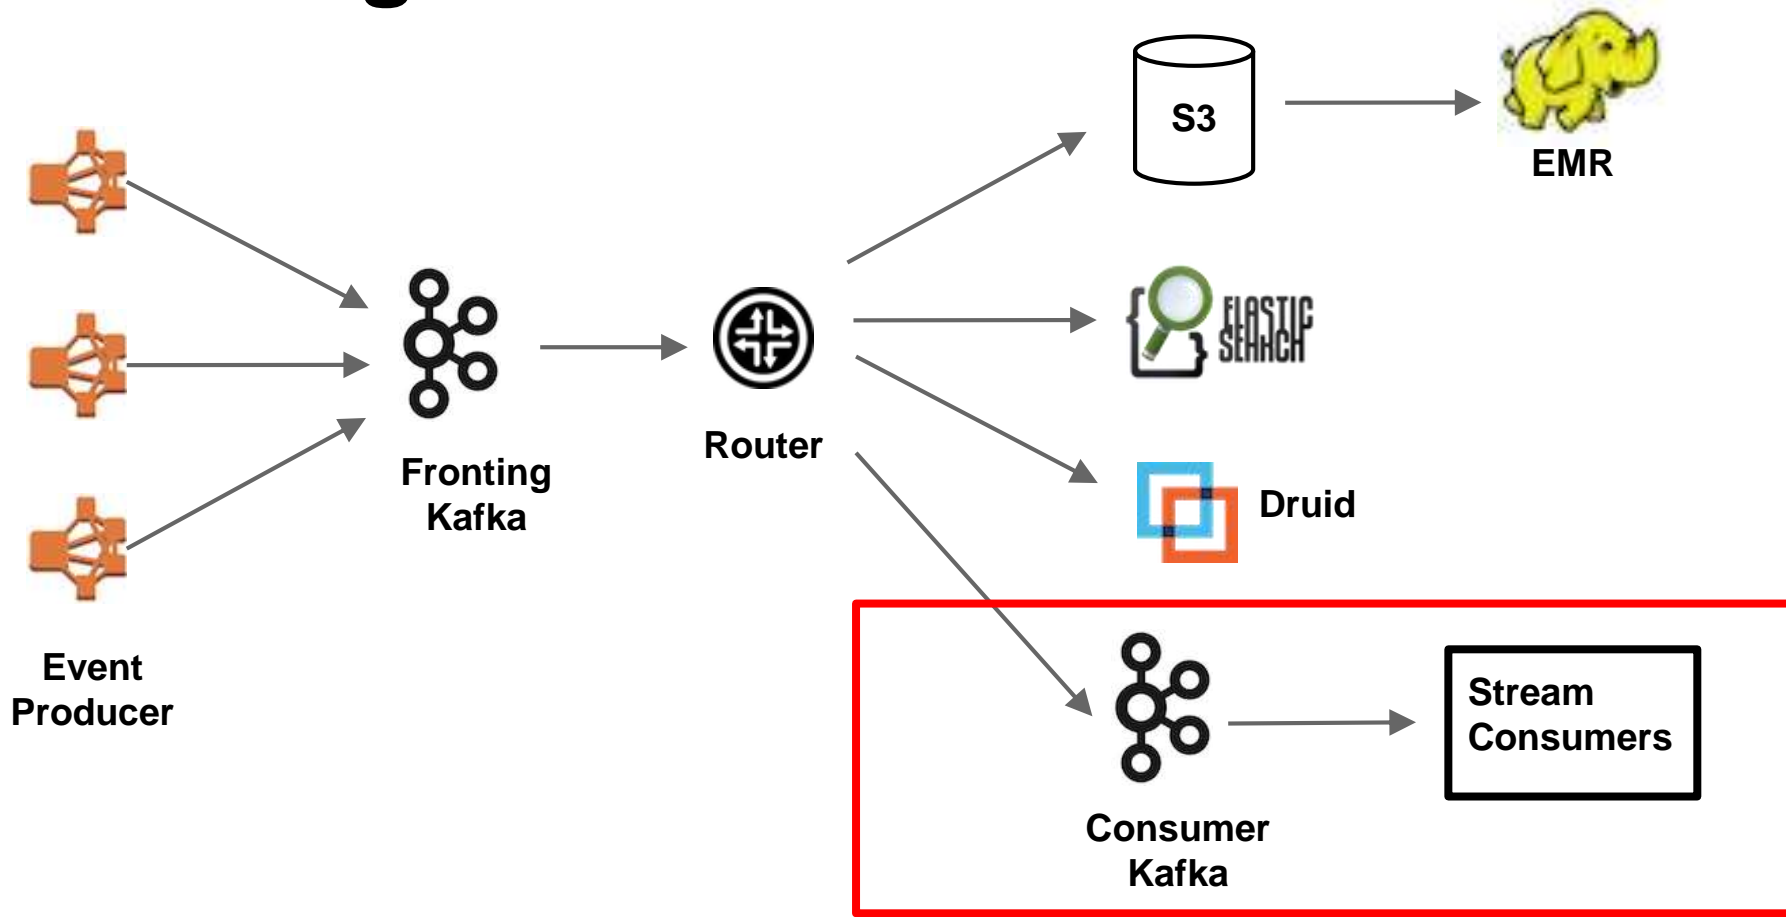 S3
EMR
ELASTIC
SEARCH
Router
Fronting
Kafka
Druid
Event
Producer
Stream
Consumers
Consumer
Kafka